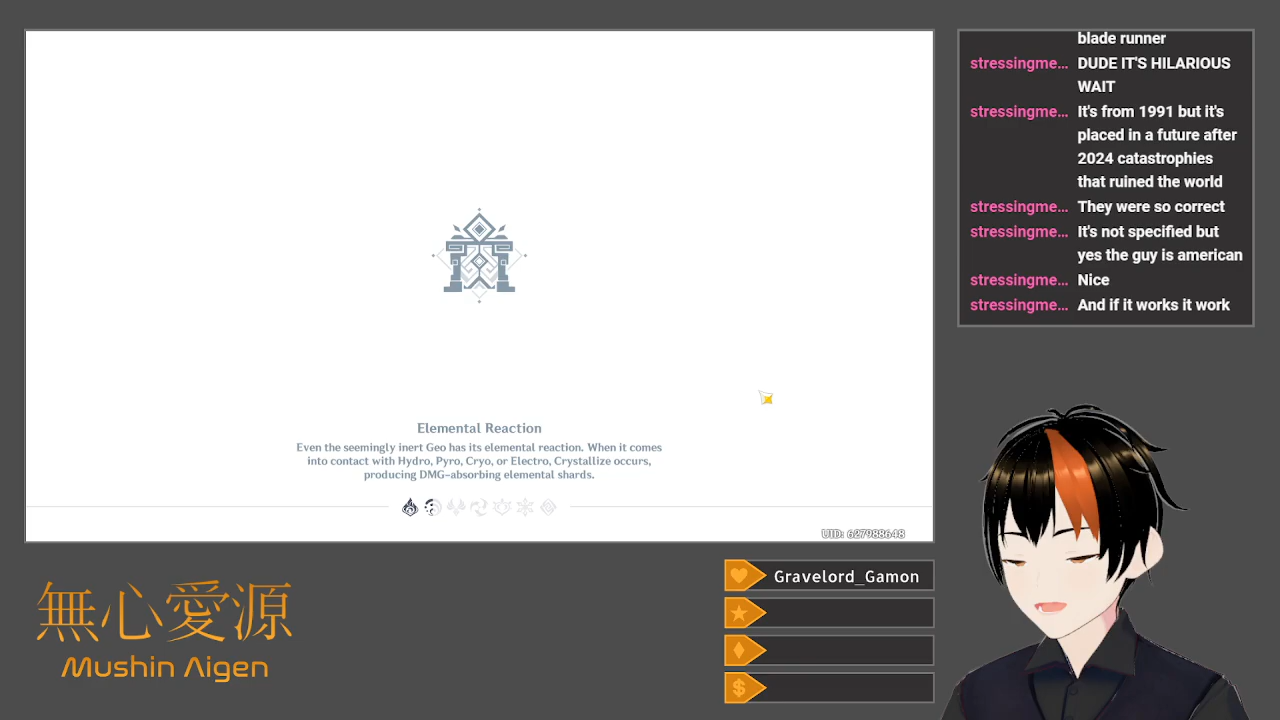 Elemental Reaction
Even the seemingly inert Geo has its elemental reaction. When it comes
into contact with Hydro, Pyro, Cryo, or Electro, Crystallize occurs,
producing DMG-absorbing elemental shards.
UID: 627988648
blade runner
stressingme... DUDE IT'S HILARIOUS
WAIT
stressingme... It's from 1991 but it's
placed in a future after
2024 catastrophies
that ruined the world
stressingme... They were so correct
stressingme... It's not specified but
yes the guy is american
stressingme... Nice
stressingme... And if it works it work
無心愛源
Mushin Aigen
Gravelord_Gamon